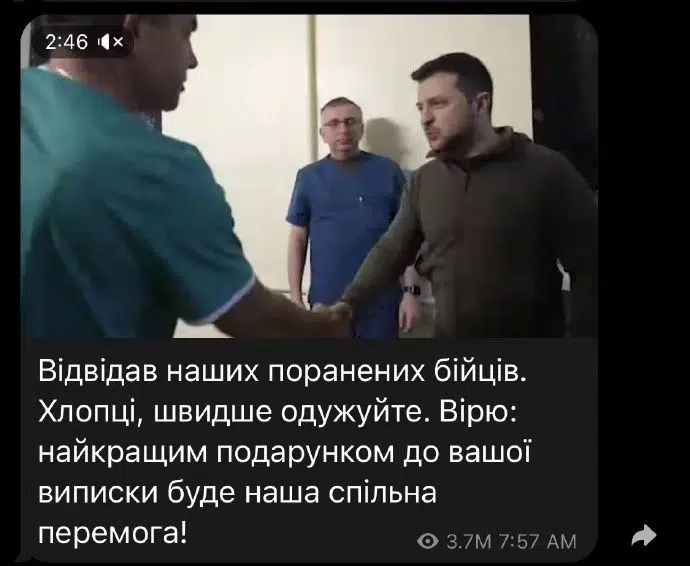 2:46
Відвідав наших поранених бійців.
Хлопці, швидше одужуйте. Вірю:
найкращим подарунком до вашої
виписки буде наша спільна
перемога!
3.7M 7:57 AM